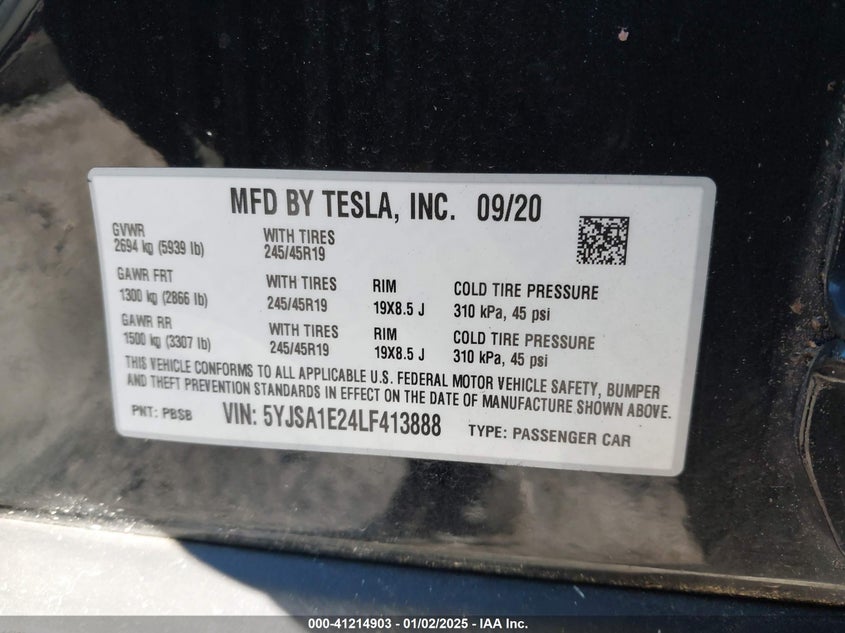 MFD BY TESLA, INC. 09/20
GVWR
2694 kg (5939 lb)
WITH TIRES
245/45R19
GAWR FRT
1300 kg (2866 lb)
WITH TIRES
245/45R19
RIM
19X8.5 J
COLD TIRE PRESSURE
310 kPa, 45 psi
GAWR RR
1500 kg (3307 lb)
WITH TIRES
245/45R19
RIM
19X8.5 J
COLD TIRE PRESSURE
310 kPa, 45 psi
THIS VEHICLE CONFORMS TO ALL APPLICABLE U.S. FEDERAL MOTOR VEHICLE SAFETY, BUMPER
AND THEFT PREVENTION STANDARDS IN EFFECT ON THE DATE OF MANUFACTURE SHOWN ABOVE.
PNT: PBSB VIN: 5YJSA1E24LF413888 TYPE: PASSENGER CAR
000-41214903 - 01/02/2025 - IAA Inc.